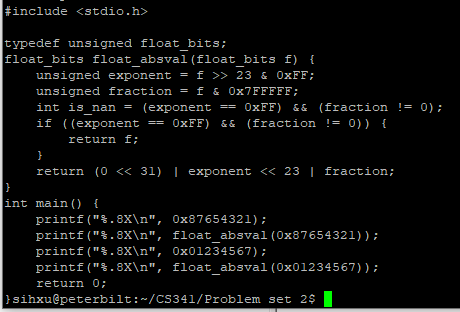 #include <stdio.h>

typedef unsigned float_bits;
float_bits float_absval(float_bits f) {
    unsigned exponent = f >> 23 & 0xFF;
    unsigned fraction = f & 0x7FFFFF;
    int is_nan = (exponent == 0xFF) && (fraction != 0);
    if ((exponent == 0xFF) && (fraction != 0)) {
        return f;
    }
    return (0 << 31) | exponent << 23 | fraction;
}
int main() {
    printf("%.8X\n", 0x87654321);
    printf("%.8X\n", float_absval(0x87654321));
    printf("%.8X\n", 0x01234567);
    printf("%.8X\n", float_absval(0x01234567));
    return 0;
}sihxu@peterbilt:~/CS341/Problem set 2$